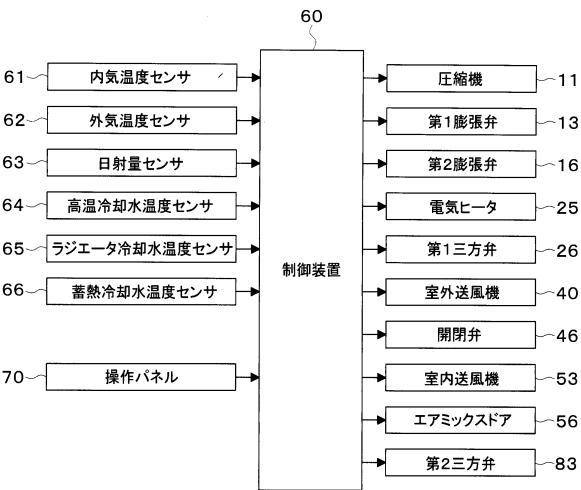 60
61 内気温度センサ
62 外気温度センサ
63 日射量センサ
64 高温冷却水温度センサ
65 ラジエータ冷却水温度センサ
66 蓄熱冷却水温度センサ
70 操作パネル
制御装置
圧縮機 11
第1膨張弁 13
第2膨張弁 16
電気ヒータ 25
第1三方弁 26
室外送風機 40
開閉弁 46
室内送風機 53
エアミックスドア 56
第2三方弁 83